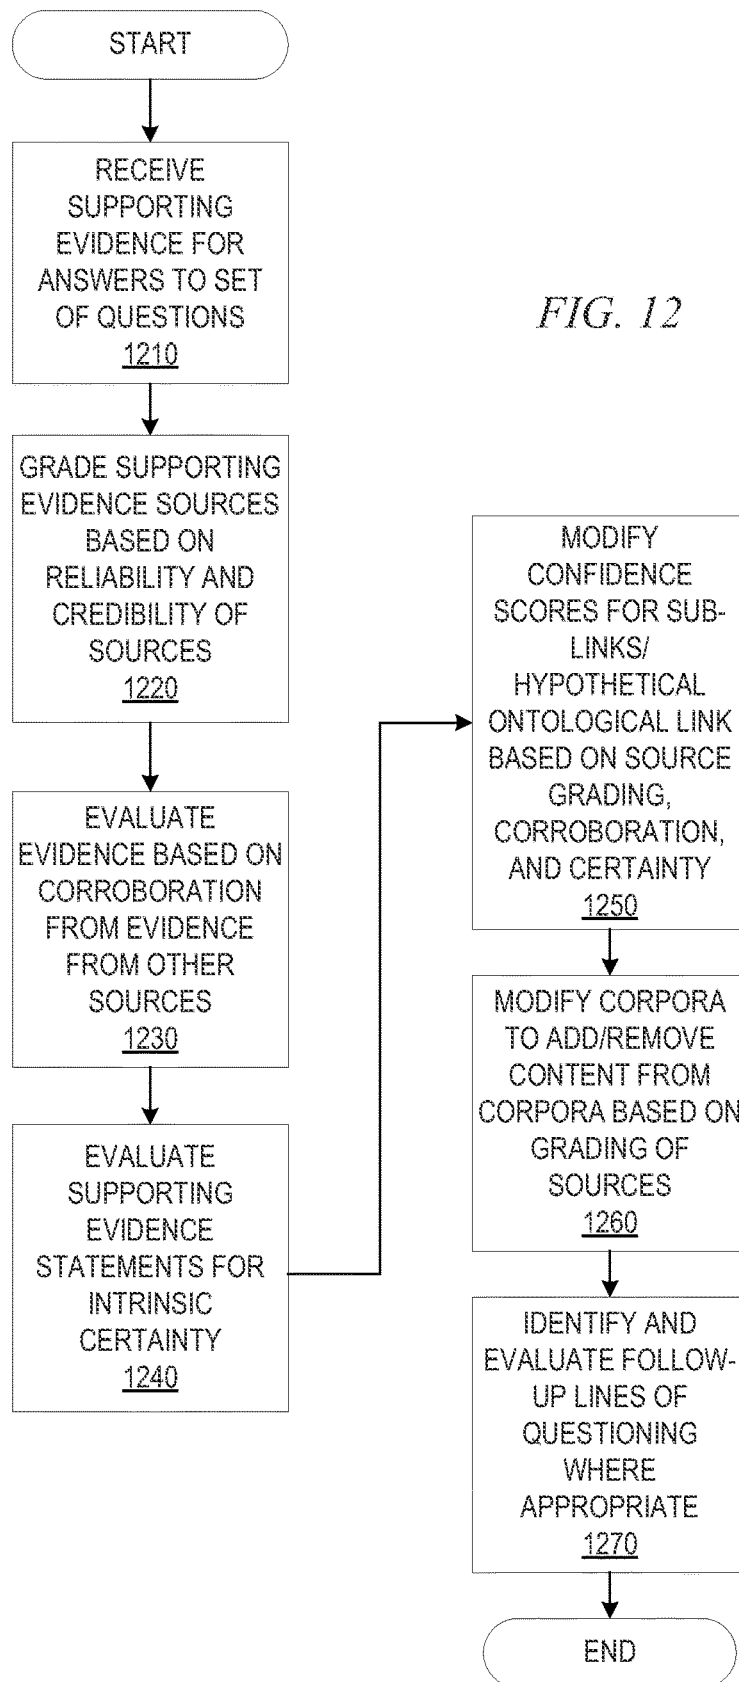 START
RECEIVE
SUPPORTING
EVIDENCE FOR
ANSWERS TO SET
OF QUESTIONS
1210
GRADE SUPPORTING
EVIDENCE SOURCES
BASED ON
RELIABILITY AND
CREDIBILITY OF
SOURCES
1220
EVALUATE
EVIDENCE BASED ON
CORROBORATION
FROM EVIDENCE
FROM OTHER
SOURCES
1230
EVALUATE
SUPPORTING
EVIDENCE
STATEMENTS FOR
INTRINSIC
CERTAINTY
1240
FIG. 12
MODIFY
CONFIDENCE
SCORES FOR SUB-
LINKS/
HYPOTHETICAL
ONTOLOGICAL LINK
BASED ON SOURCE
GRADING,
CORROBORATION,
AND CERTAINTY
1250
MODIFY CORPORA
TO ADD/REMOVE
CONTENT FROM
CORPORA BASED ON
GRADING OF
SOURCES
1260
IDENTIFY AND
EVALUATE FOLLOW-
UP LINES OF
QUESTIONING
WHERE
APPROPRIATE
1270
END